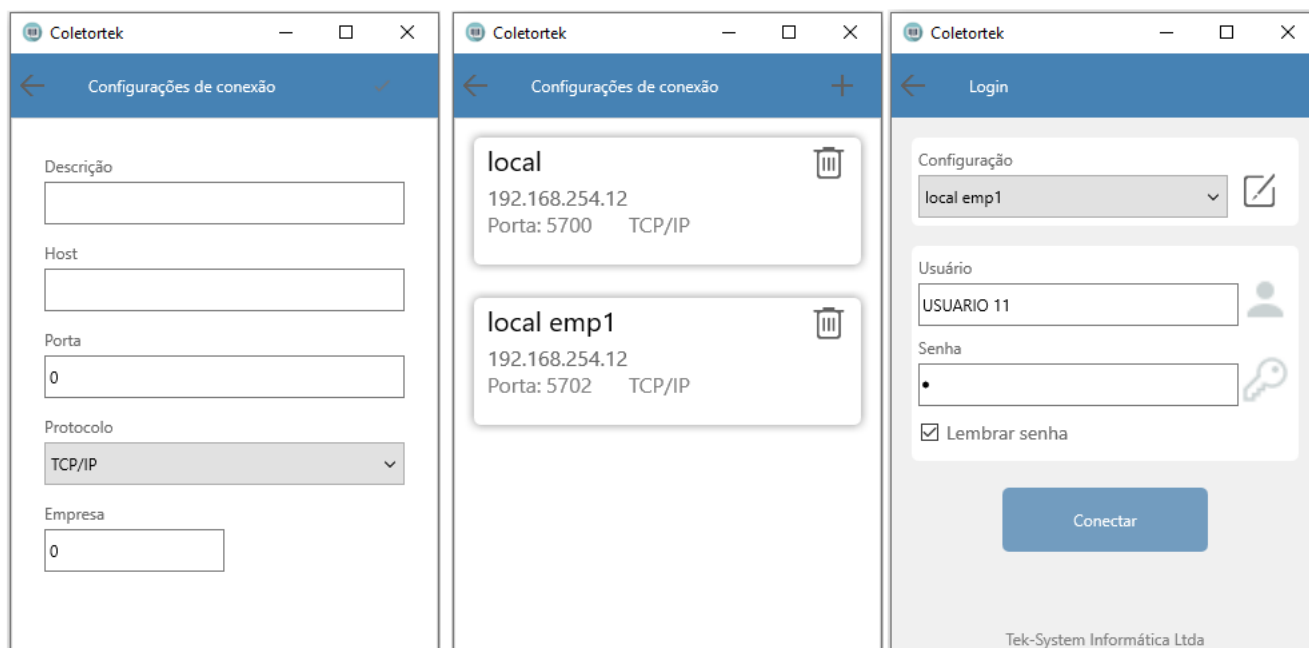 Coletortek
Configurações de conexão
Descrição
Host
Porta
0
Protocolo
TCP/IP
Empresa
0
Coletortek
Configurações de conexão
local
192.168.254.12
Porta: 5700 TCP/IP
local emp1
192.168.254.12
Porta: 5702 TCP/IP
Coletortek
Login
Configuração
local emp1
Usuário
USUARIO 11
Senha
Lembrar senha
Conectar
Tek-System Informática Ltda